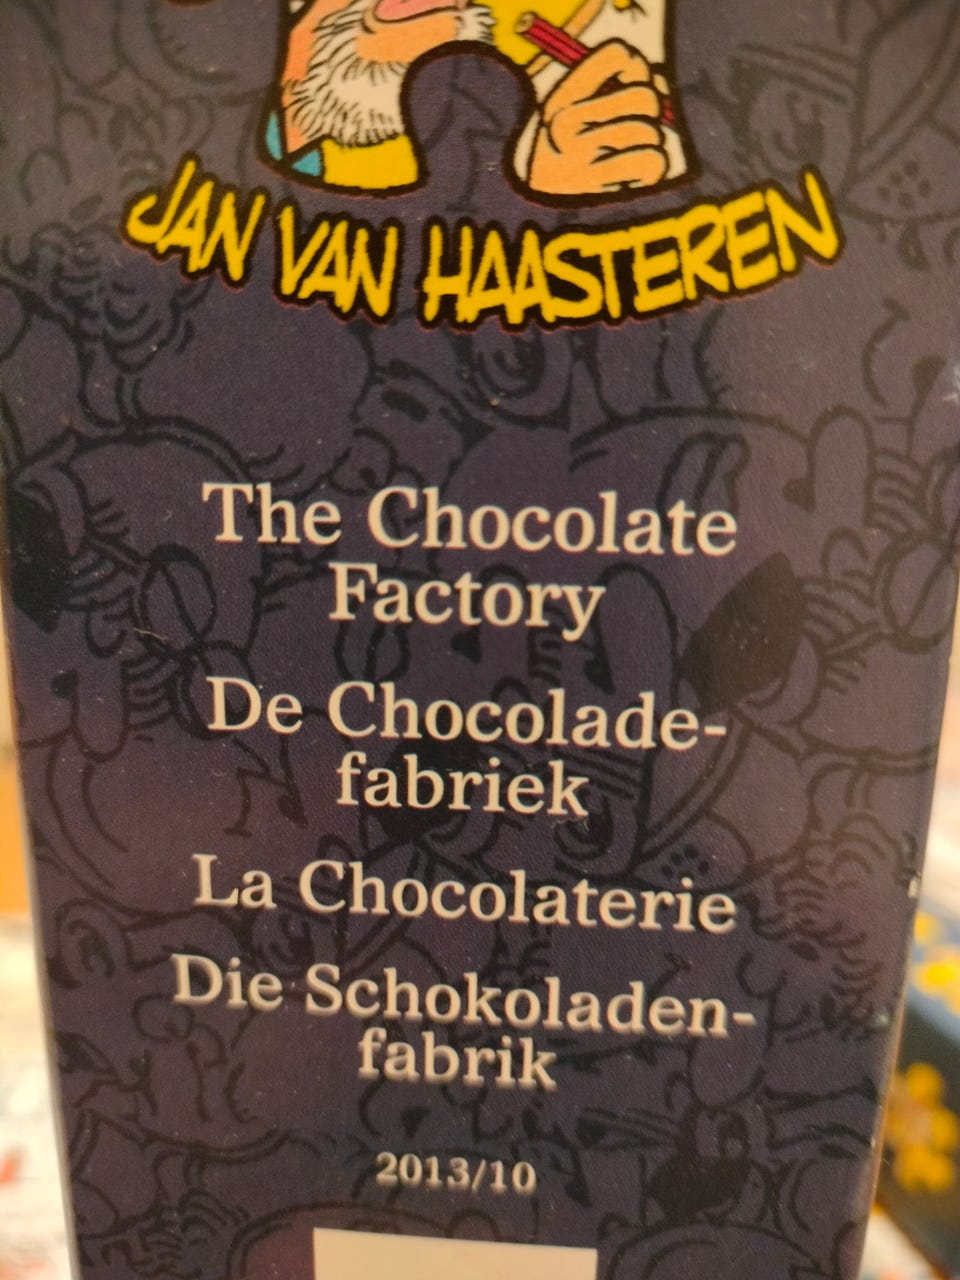 JAN VAN HAASTEREN
The Chocolate
Factory
De Chocolade-
fabriek
La Chocolaterie
Die Schokoladen-
fabrik
2013/10